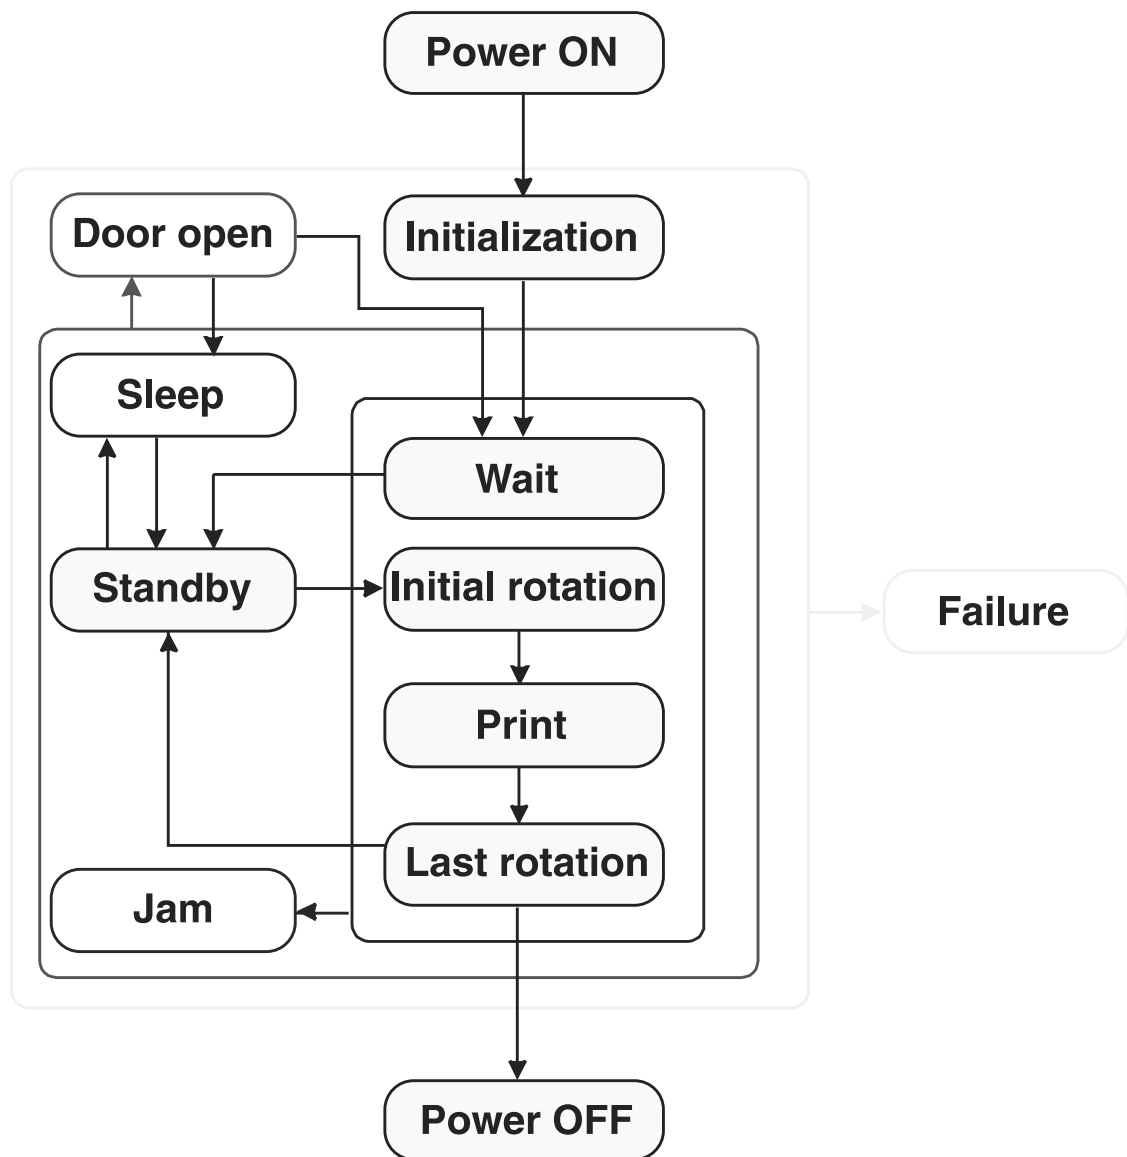 Power ON
Door open
Initialization
Sleep
Wait
Standby
Initial rotation
Failure
Print
Last rotation
Jam
Power OFF